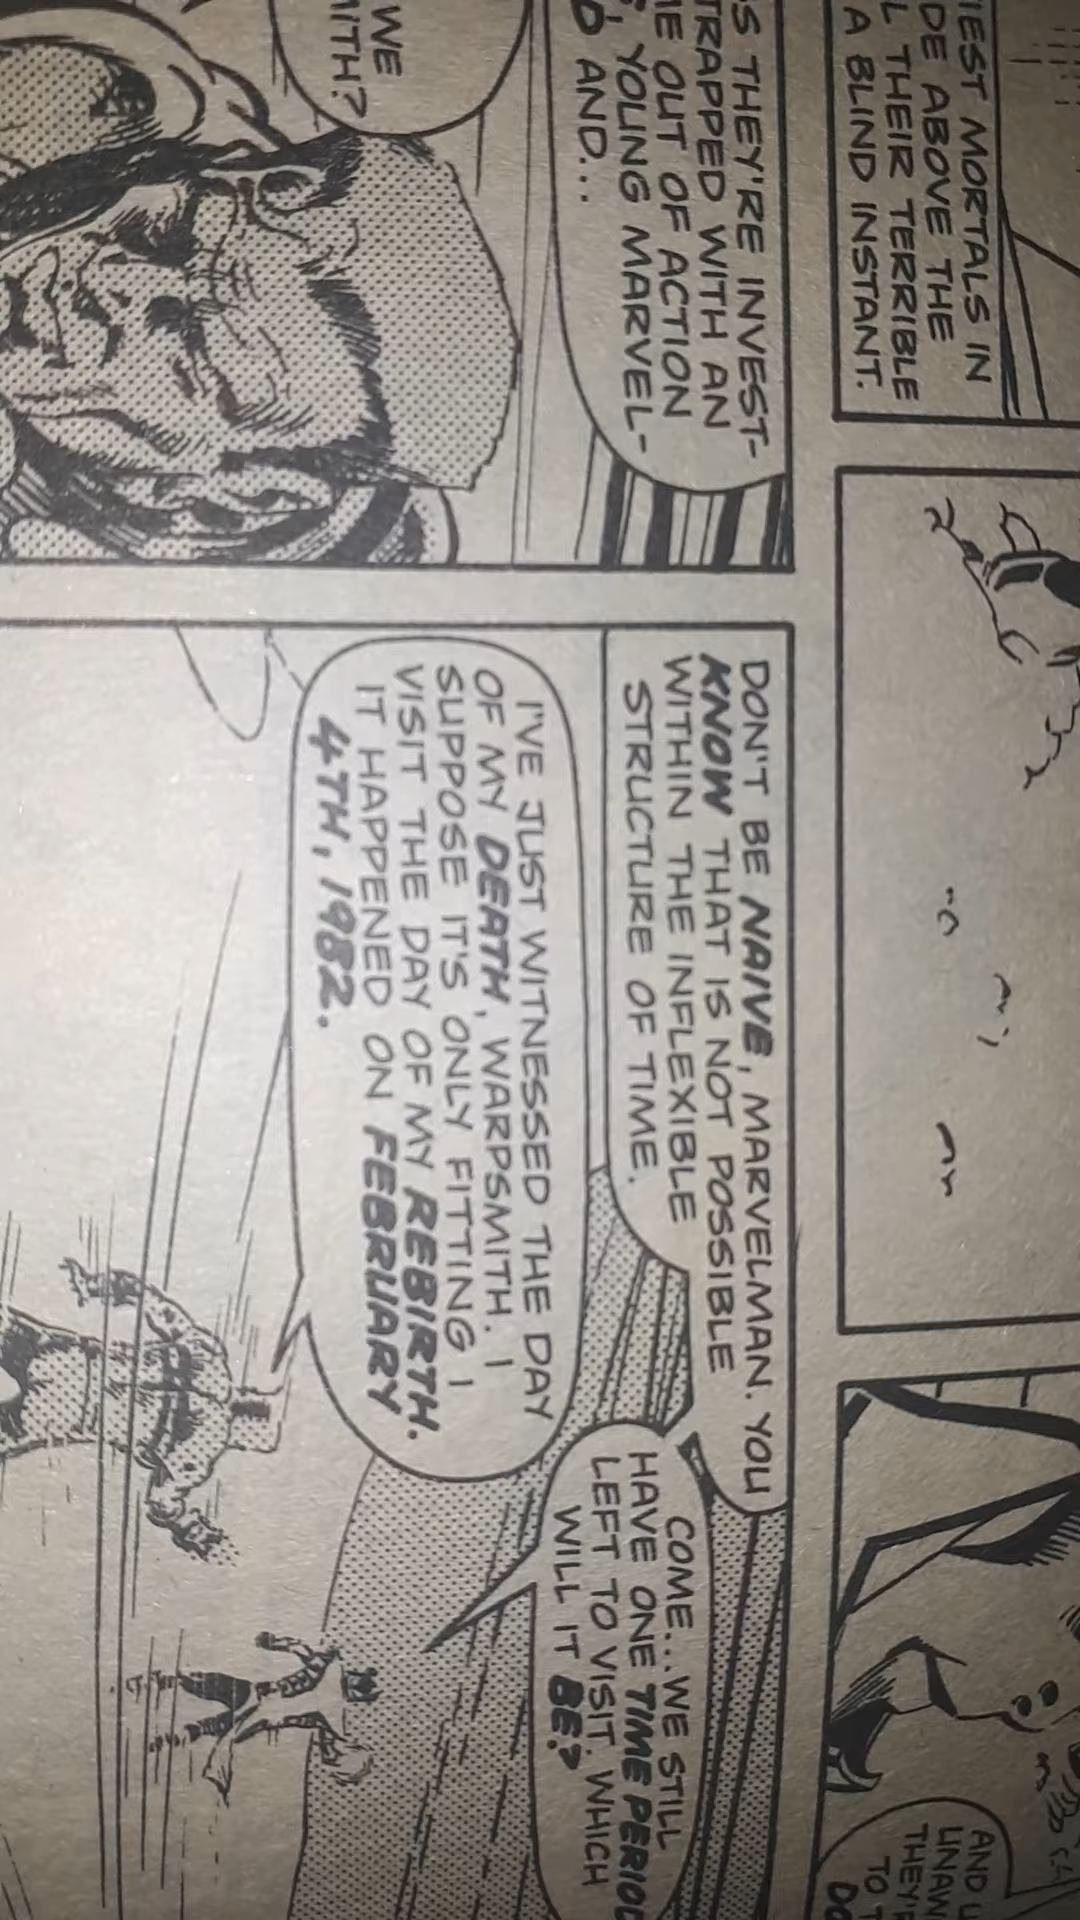 IEST MORTALS IN
DE ABOVE THE
L THEIR TERRIBLE
A BLIND INSTANT.
AND U
UNAW
THEY'
TO T
DO
S THEY'RE INVEST-
TRAPPED WITH AN
ME OUT OF ACTION
YOUNG MARVEL-
AND...
WE
MITH?
DON'T BE NAIVE, MARVELMAN. YOU
KNOW THAT IS NOT POSSIBLE
WITHIN THE INFLEXIBLE
STRUCTURE OF TIME.
COME...WE STILL
HAVE ONE TIME PERIOD
LEFT TO VISIT. WHICH
WILL IT BE?
I'VE JUST WITNESSED THE DAY
OF MY DEATH, WARPSMITH. I
SUPPOSE IT'S ONLY FITTING I
VISIT THE DAY OF MY REBIRTH.
IT HAPPENED ON FEBRUARY
4TH, 1982.